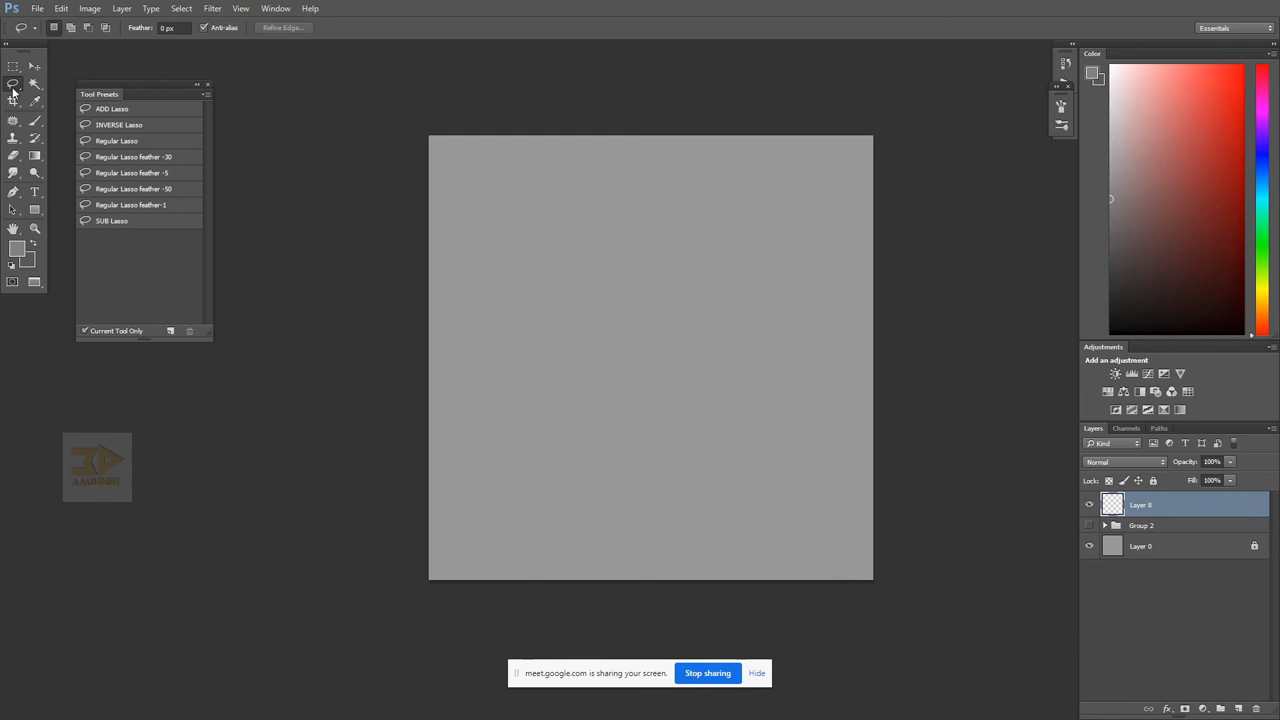 Ps File Edit Image Layer Type Select Filter View Window Help
Feather: 0 px Anti-alias Refine Edge... Essentials
Tool Presets
ADD Lasso
INVERSE Lasso
Regular Lasso
Regular Lasso feather -30
Regular Lasso feather -5
Regular Lasso feather -50
Regular Lasso feather-1
SUB Lasso
Current Tool Only
T
3D
Color
Adjustments
Add an adjustment
Layers Channels Paths
Kind
Normal Opacity: 100%
Lock: Fill: 100%
Layer 8
Group 2
Layer 0
fx
meet.google.com is sharing your screen. Stop sharing Hide